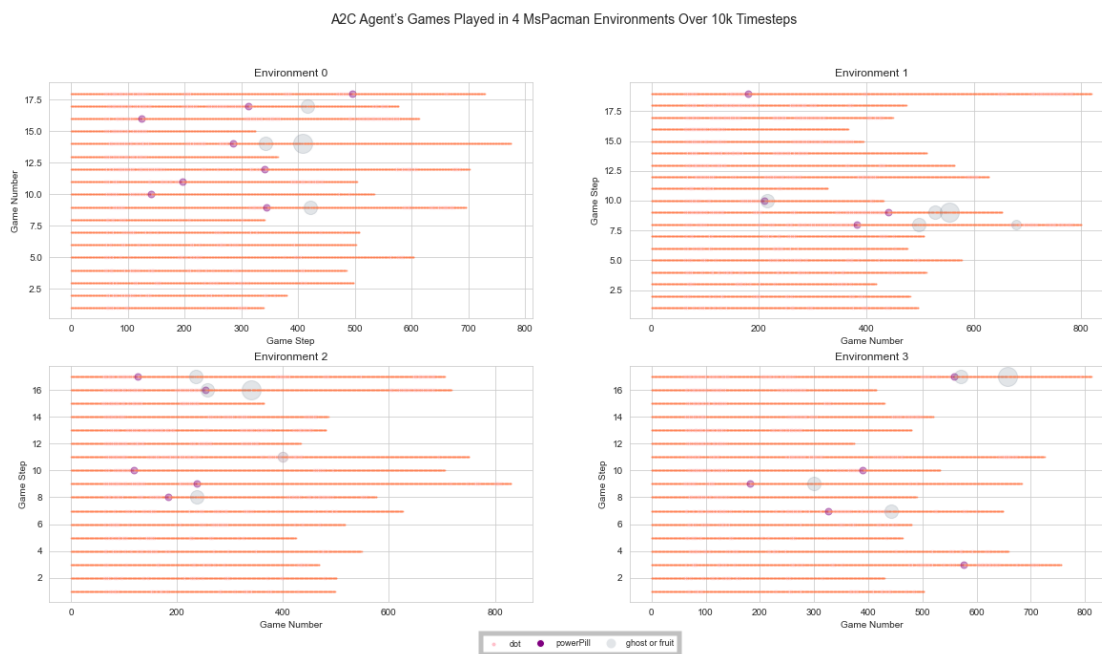 A2C Agent's Games Played in 4 MsPacman Environments Over 10k Timesteps
Environment 0
Game Number
17.5
15.0
12.5
10.0
7.5
5.0
2.5
0 100 200 300 400 500 600 700 800
Game Step
Environment 1
Game Step
17.5
15.0
12.5
10.0
7.5
5.0
2.5
0 200 400 600 800
Game Number
Environment 2
Game Step
16
14
12
10
8
6
4
2
0 200 400 600 800
Game Number
Environment 3
Game Step
16
14
12
10
8
6
4
2
0 100 200 300 400 500 600 700 800
Game Number
dot powerPill ghost or fruit